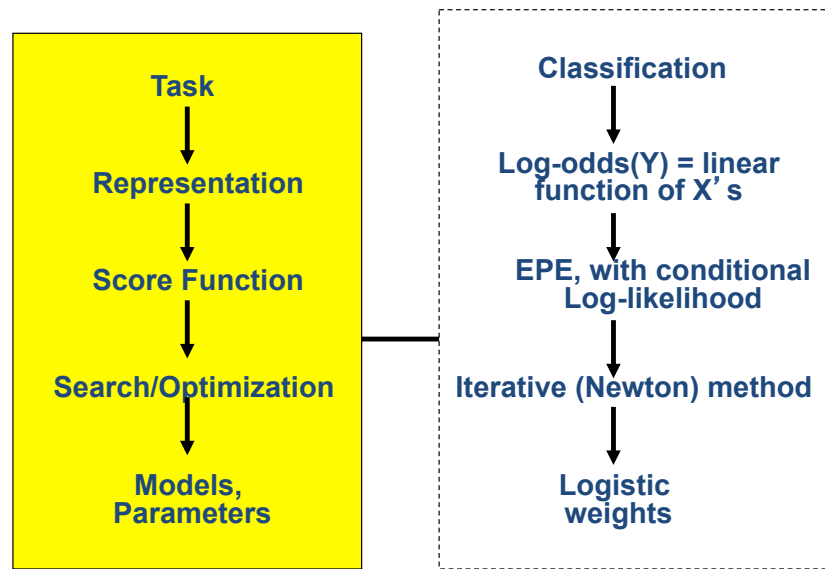 Task
Representation
Score Function
Search/Optimization
Models,
Parameters
Classification
Log-odds(Y) = linear
function of X’s
EPE, with conditional
Log-likelihood
Iterative (Newton) method
Logistic
weights